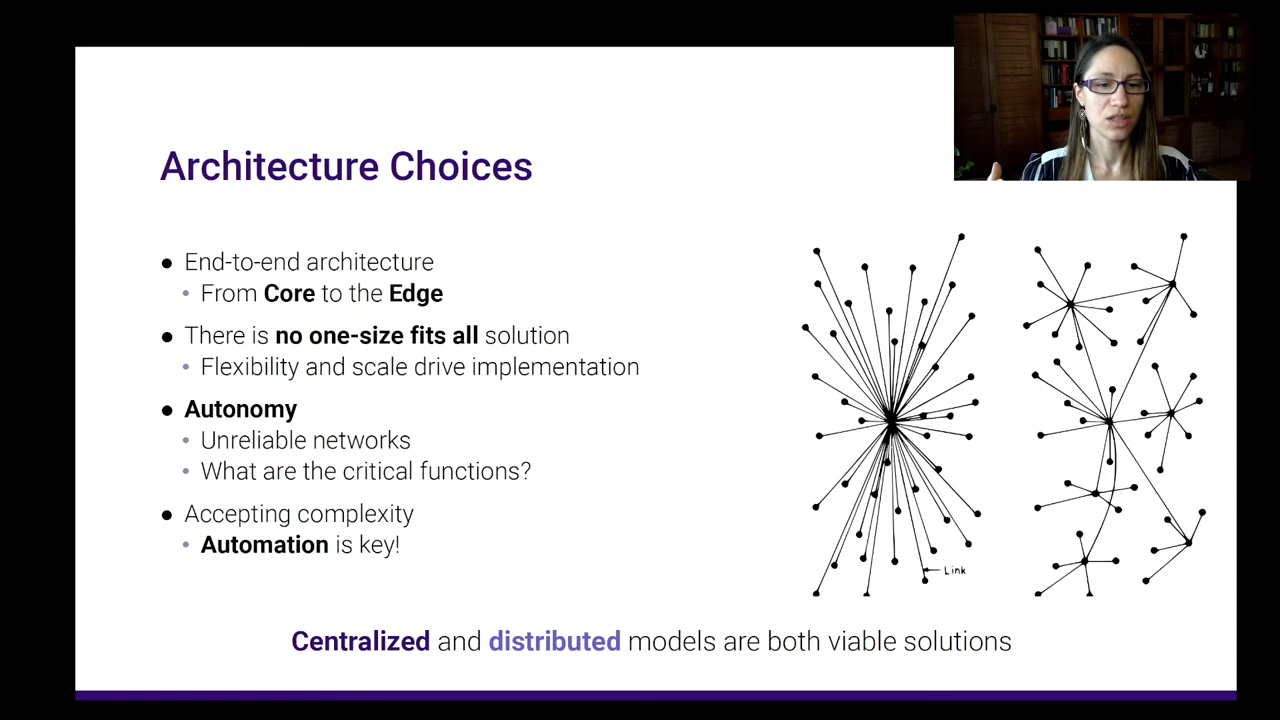 Architecture Choices
● End-to-end architecture
• From Core to the Edge
● There is no one-size fits all solution
• Flexibility and scale drive implementation
● Autonomy
• Unreliable networks
• What are the critical functions?
● Accepting complexity
• Automation is key!
Link
Centralized and distributed models are both viable solutions